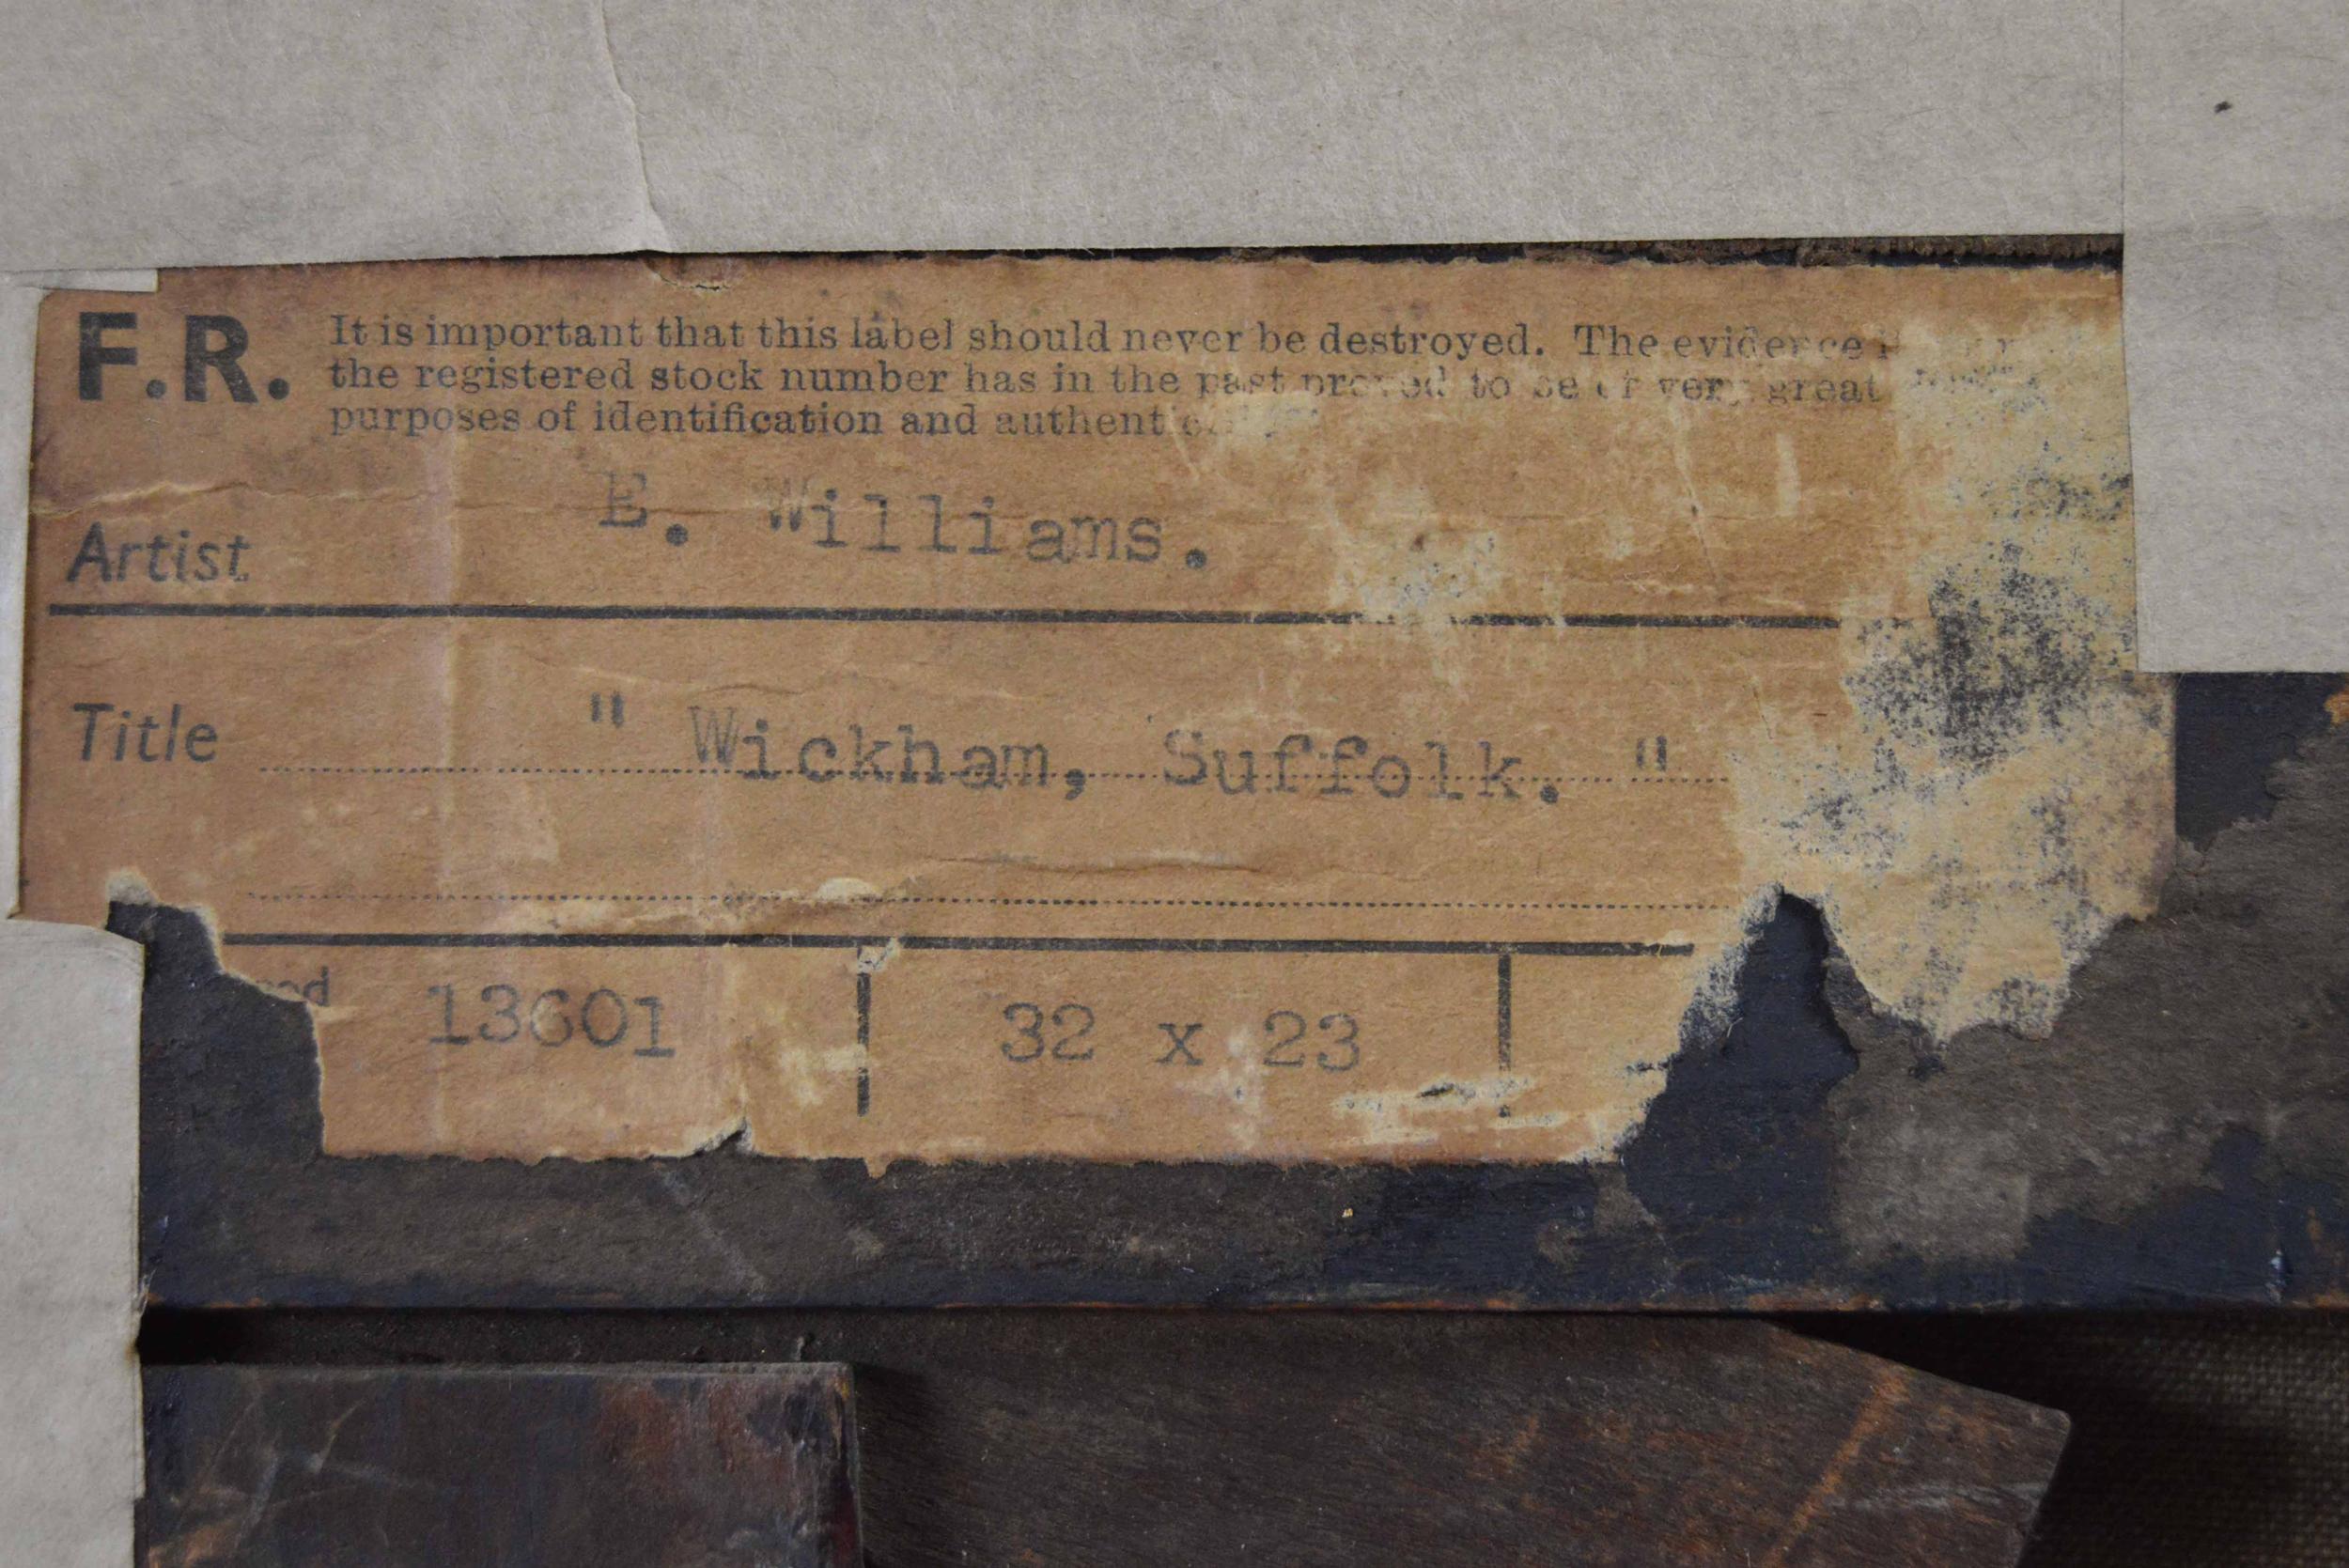 F.R.
It is important that this label should never be destroyed. The evidence
the registered stock number has in the past proved to be of very great
purposes of identification and
Artist E. Williams.
Title " Wickham, Suffolk. "
13601 32 x 23